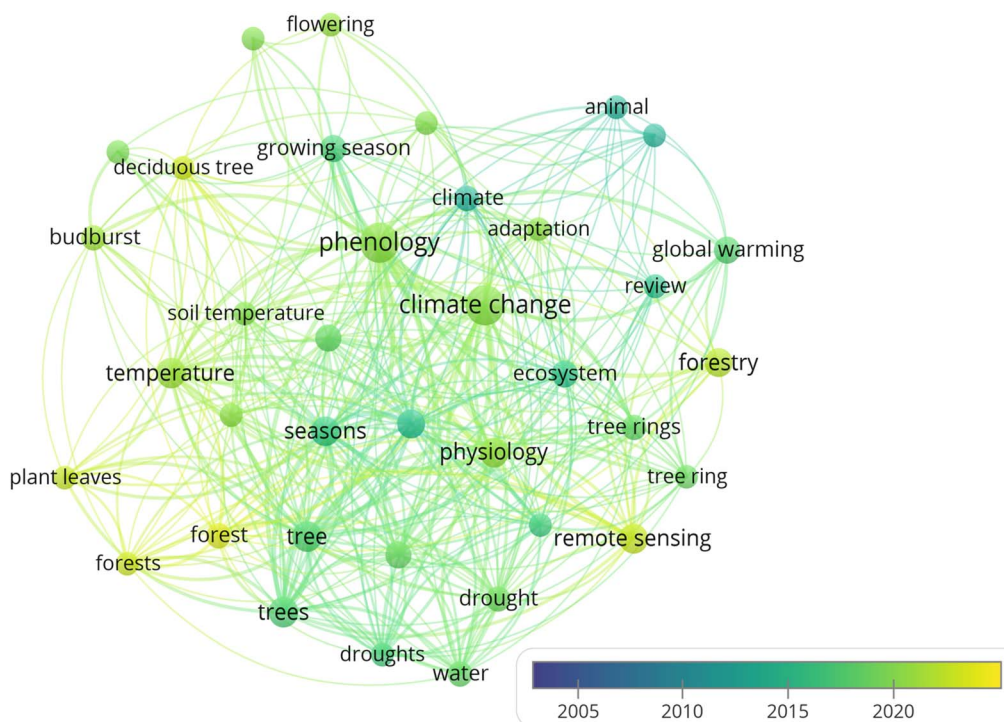 flowering
animal
growing season
deciduous tree
climate
adaptation
budburst
phenology
global warming
review
climate change
soil temperature
forestry
temperature
ecosystem
seasons
tree rings
physiology
plant leaves
tree ring
forest
tree
remote sensing
forests
drought
trees
droughts
water
2005 2010 2015 2020